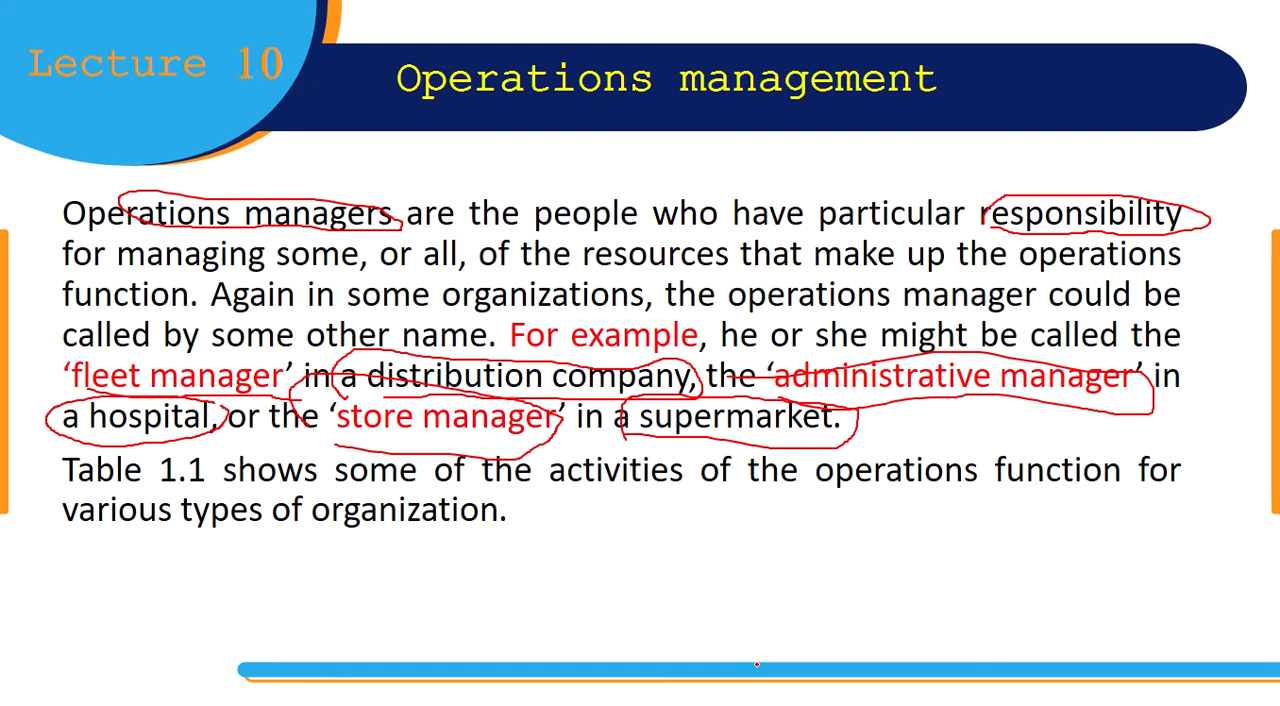 Lecture 10
Operations management
Operations managers are the people who have particular responsibility
for managing some, or all, of the resources that make up the operations
function. Again in some organizations, the operations manager could be
called by some other name. For example, he or she might be called the
‘fleet manager’ in a distribution company, the ‘administrative manager’ in
a hospital, or the ‘store manager’ in a supermarket.
Table 1.1 shows some of the activities of the operations function for
various types of organization.